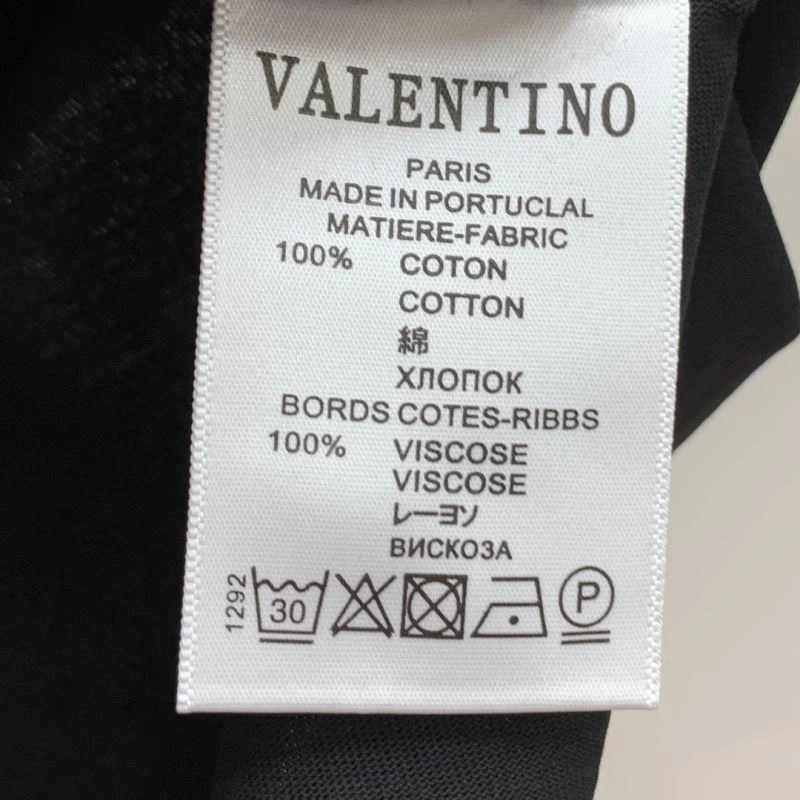 VALENTINO
PARIS
MADE IN PORTUCLAL
MATIERE-FABRIC
100% COTON
COTTON
綿
ХЛОПОК
BORDS COTES-RIBBS
100% VISCOSE
VISCOSE
レーヨソ
ВИСКОЗА
1292
30
P